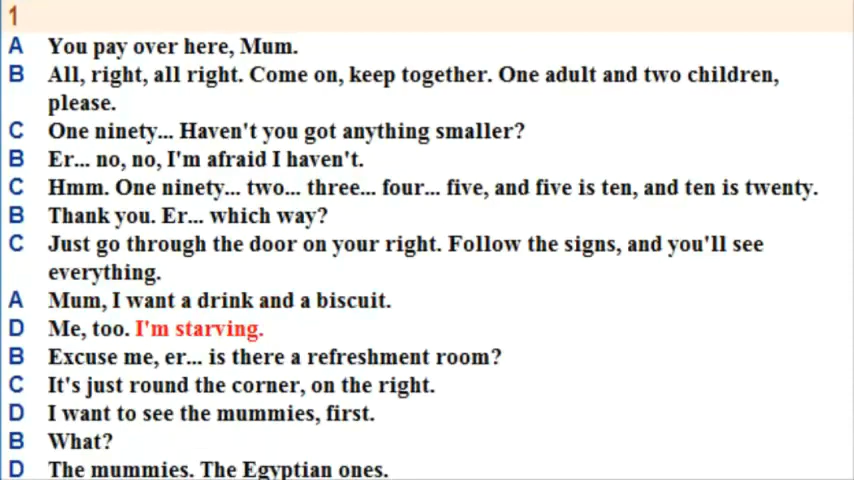 1
A You pay over here, Mum.
B All, right, all right. Come on, keep together. One adult and two children,
please.
C One ninety... Haven't you got anything smaller?
B Er... no, no, I'm afraid I haven't.
C Hmm. One ninety... two... three... four... five, and five is ten, and ten is twenty.
B Thank you. Er... which way?
C Just go through the door on your right. Follow the signs, and you'll see
everything.
A Mum, I want a drink and a biscuit.
D Me, too. I'm starving.
B Excuse me, er... is there a refreshment room?
C It's just round the corner, on the right.
D I want to see the mummies, first.
B What?
D The mummies. The Egyptian ones.